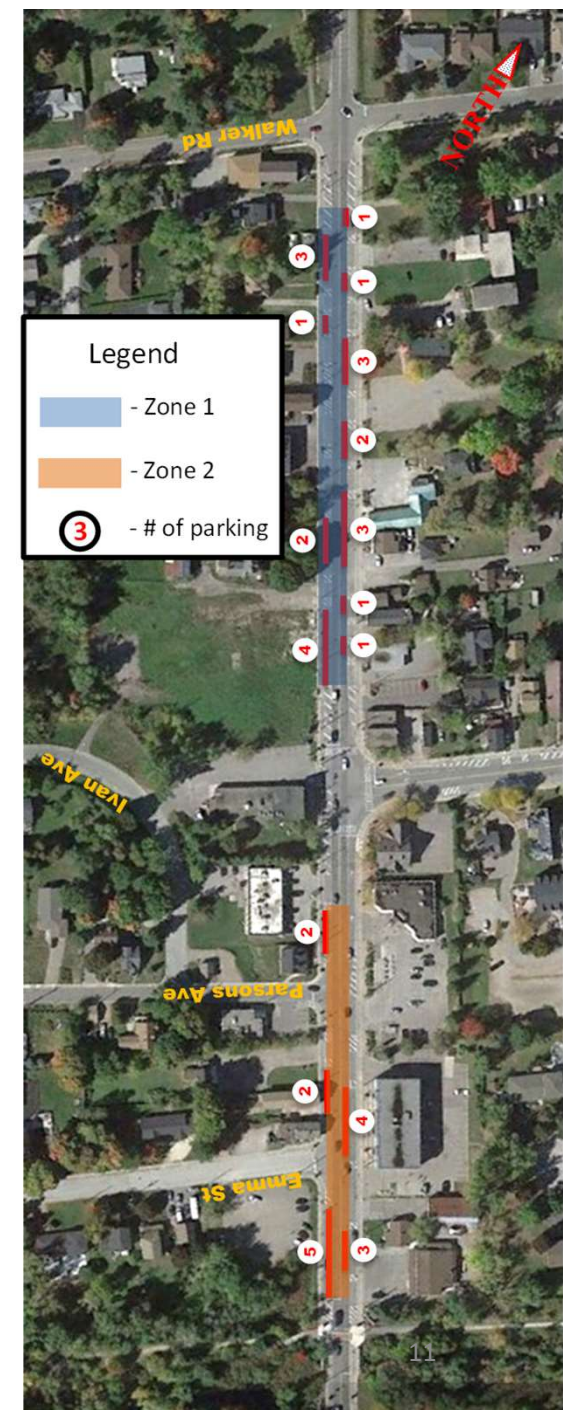 NORTH
Walker Rd
1
3
1
1
3
Legend
- Zone 1
- Zone 2
3 - # of parking
2
2
3
1
4
1
Ivan Ave
2
Parsons Ave
2
4
Emma St
5
3
11